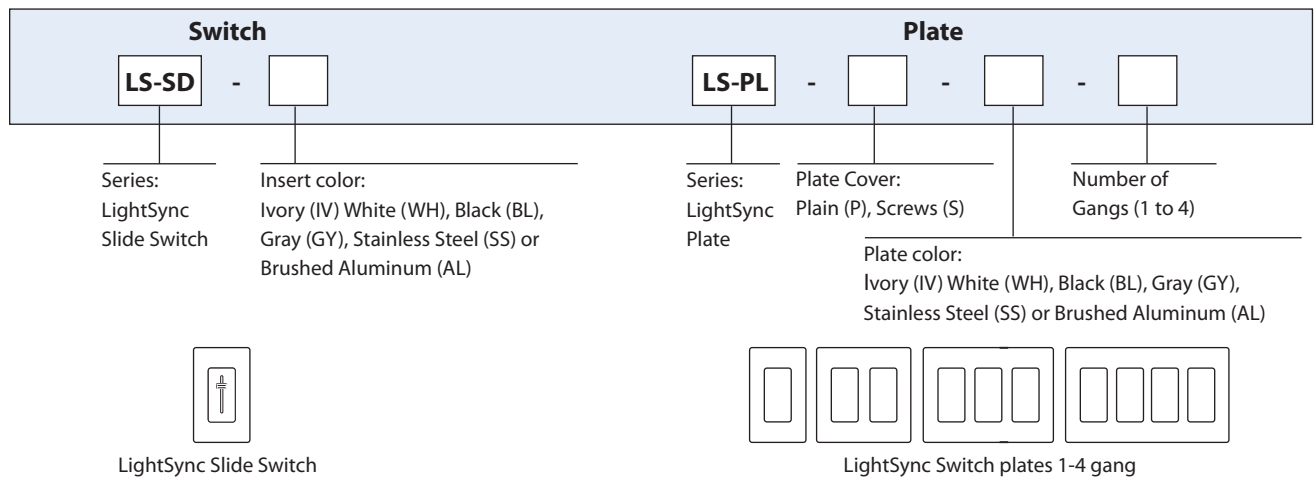 Switch
LS-SD -
Series:
LightSync
Slide Switch
Insert color:
Ivory (IV) White (WH), Black (BL),
Gray (GY), Stainless Steel (SS) or
Brushed Aluminum (AL)
LightSync Slide Switch
Plate
LS-PL - - -
Series:
LightSync
Plate
Plate Cover:
Plain (P), Screws (S)
Plate color:
Ivory (IV) White (WH), Black (BL), Gray (GY),
Stainless Steel (SS) or Brushed Aluminum (AL)
Number of
Gangs (1 to 4)
LightSync Switch plates 1-4 gang